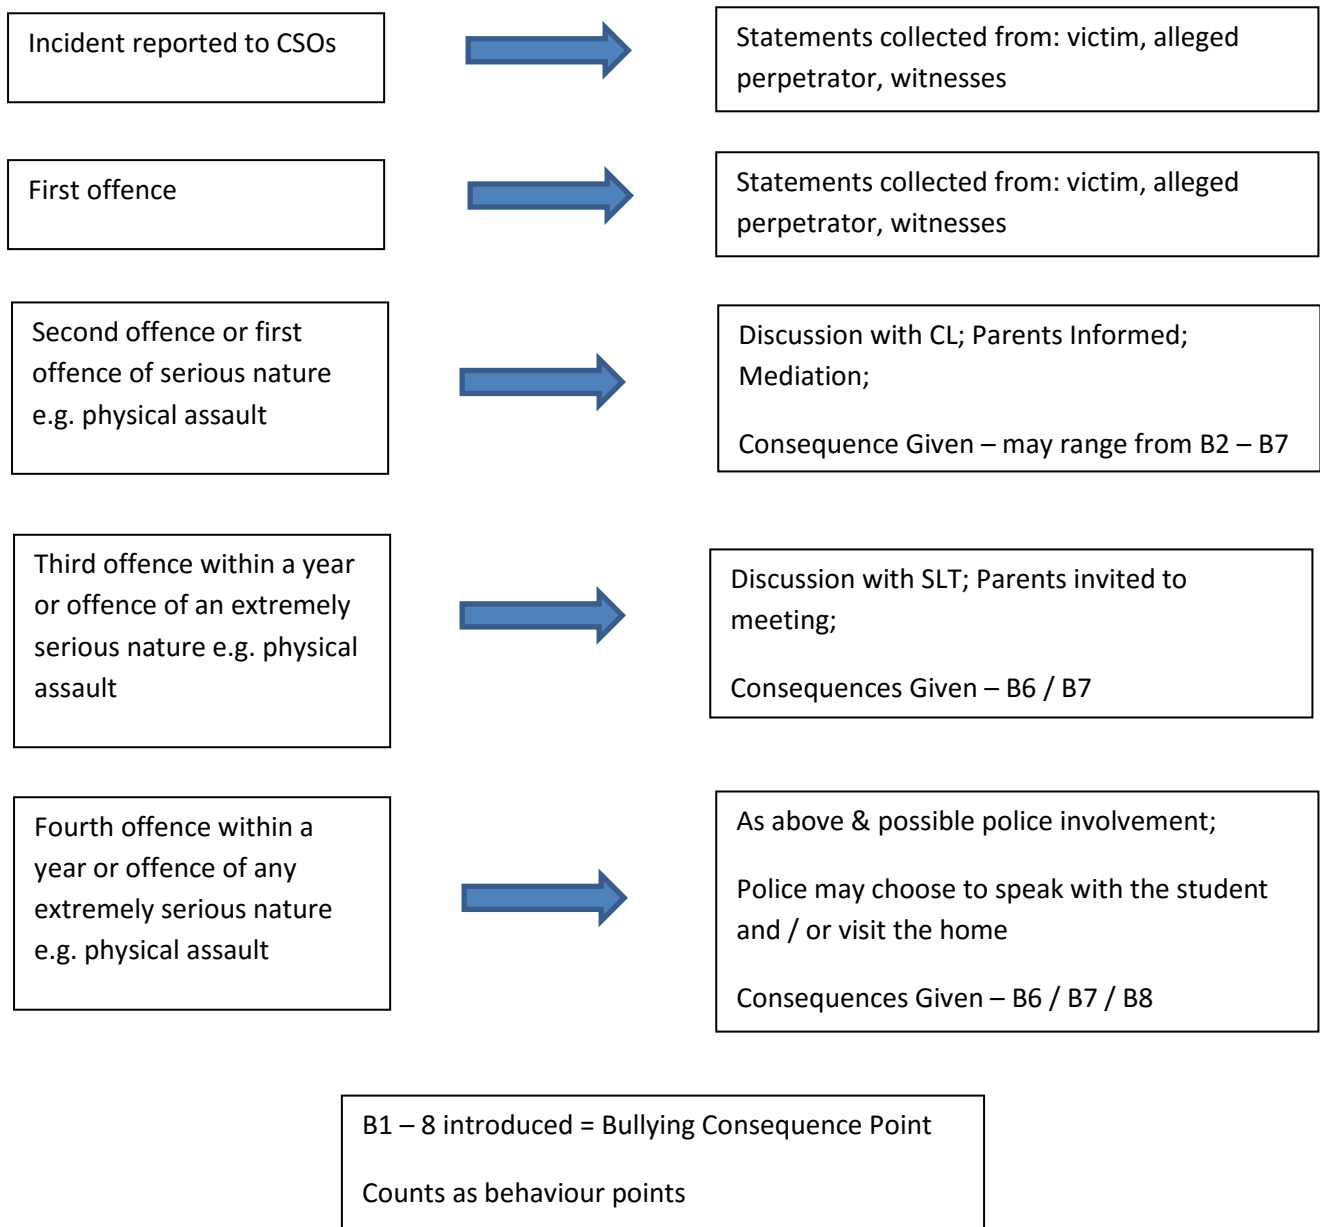 Incident reported to CSOs
Statements collected from: victim, alleged
perpetrator, witnesses
First offence
Statements collected from: victim, alleged
perpetrator, witnesses
Second offence or first
offence of serious nature
e.g. physical assault
Discussion with CL; Parents Informed;
Mediation;
Consequence Given – may range from B2 – B7
Third offence within a year
or offence of an extremely
serious nature e.g. physical
assault
Discussion with SLT; Parents invited to
meeting;
Consequences Given – B6 / B7
Fourth offence within a
year or offence of any
extremely serious nature
e.g. physical assault
As above & possible police involvement;
Police may choose to speak with the student
and / or visit the home
Consequences Given – B6 / B7 / B8
B1 – 8 introduced = Bullying Consequence Point
Counts as behaviour points